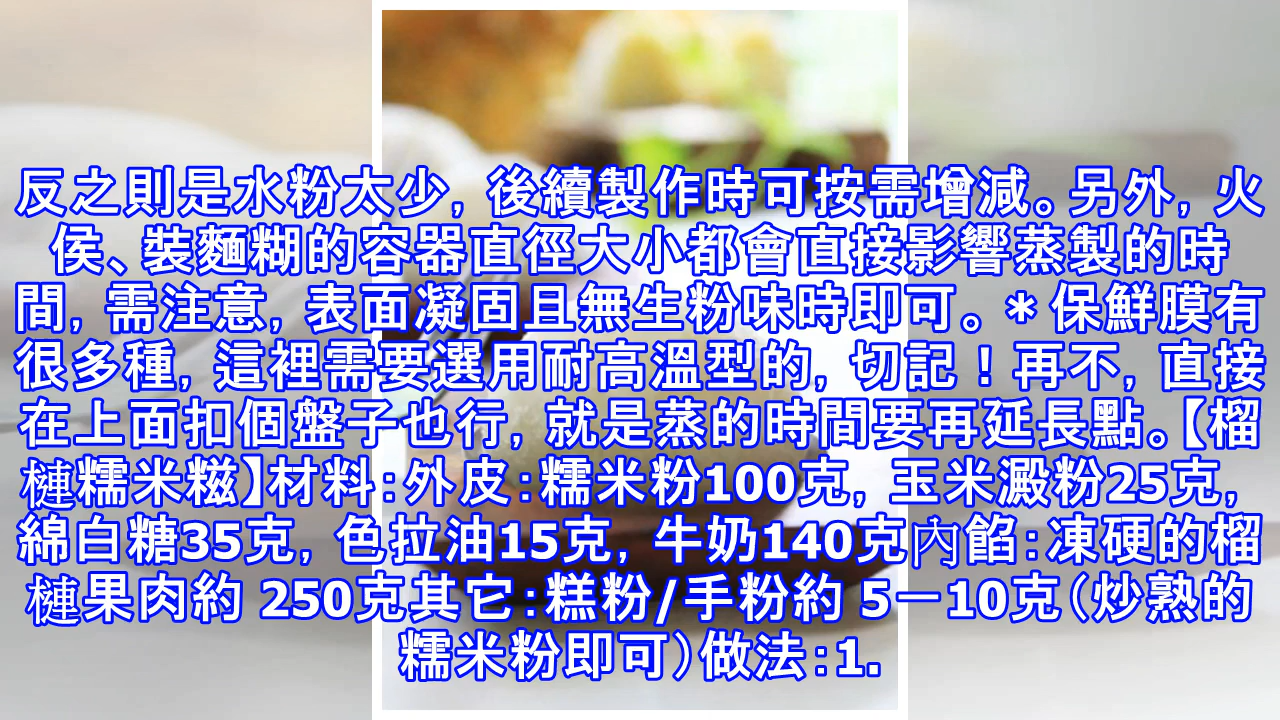 反之則是水粉太少, 後續製作時可按需增減。另外, 火
侯、裝麵糊的容器直徑大小都會直接影響蒸製的時
間, 需注意, 表面凝固且無生粉味時即可。*保鮮膜有
很多種, 這裡需要選用耐高溫型的, 切記！再不, 直接
在上面扣個盤子也行, 就是蒸的時間要再延長點。【榴
槤糯米糍】材料：外皮：糯米粉100克, 玉米澱粉25克,
綿白糖35克, 色拉油15克, 牛奶140克內餡：凍硬的榴
槤果肉約 250克其它：糕粉/手粉約 5－10克（炒熟的
糯米粉即可）做法：1.